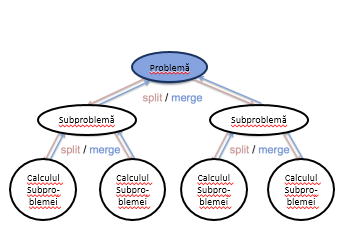 Problemă
split / merge
Subproblemă
Subproblemă
split / merge
split / merge
Calculul
Subpro-
blemei
Calculul
Subpro-
blemei
Calculul
Subpro-
blemei
Calculul
Subpro-
blemei